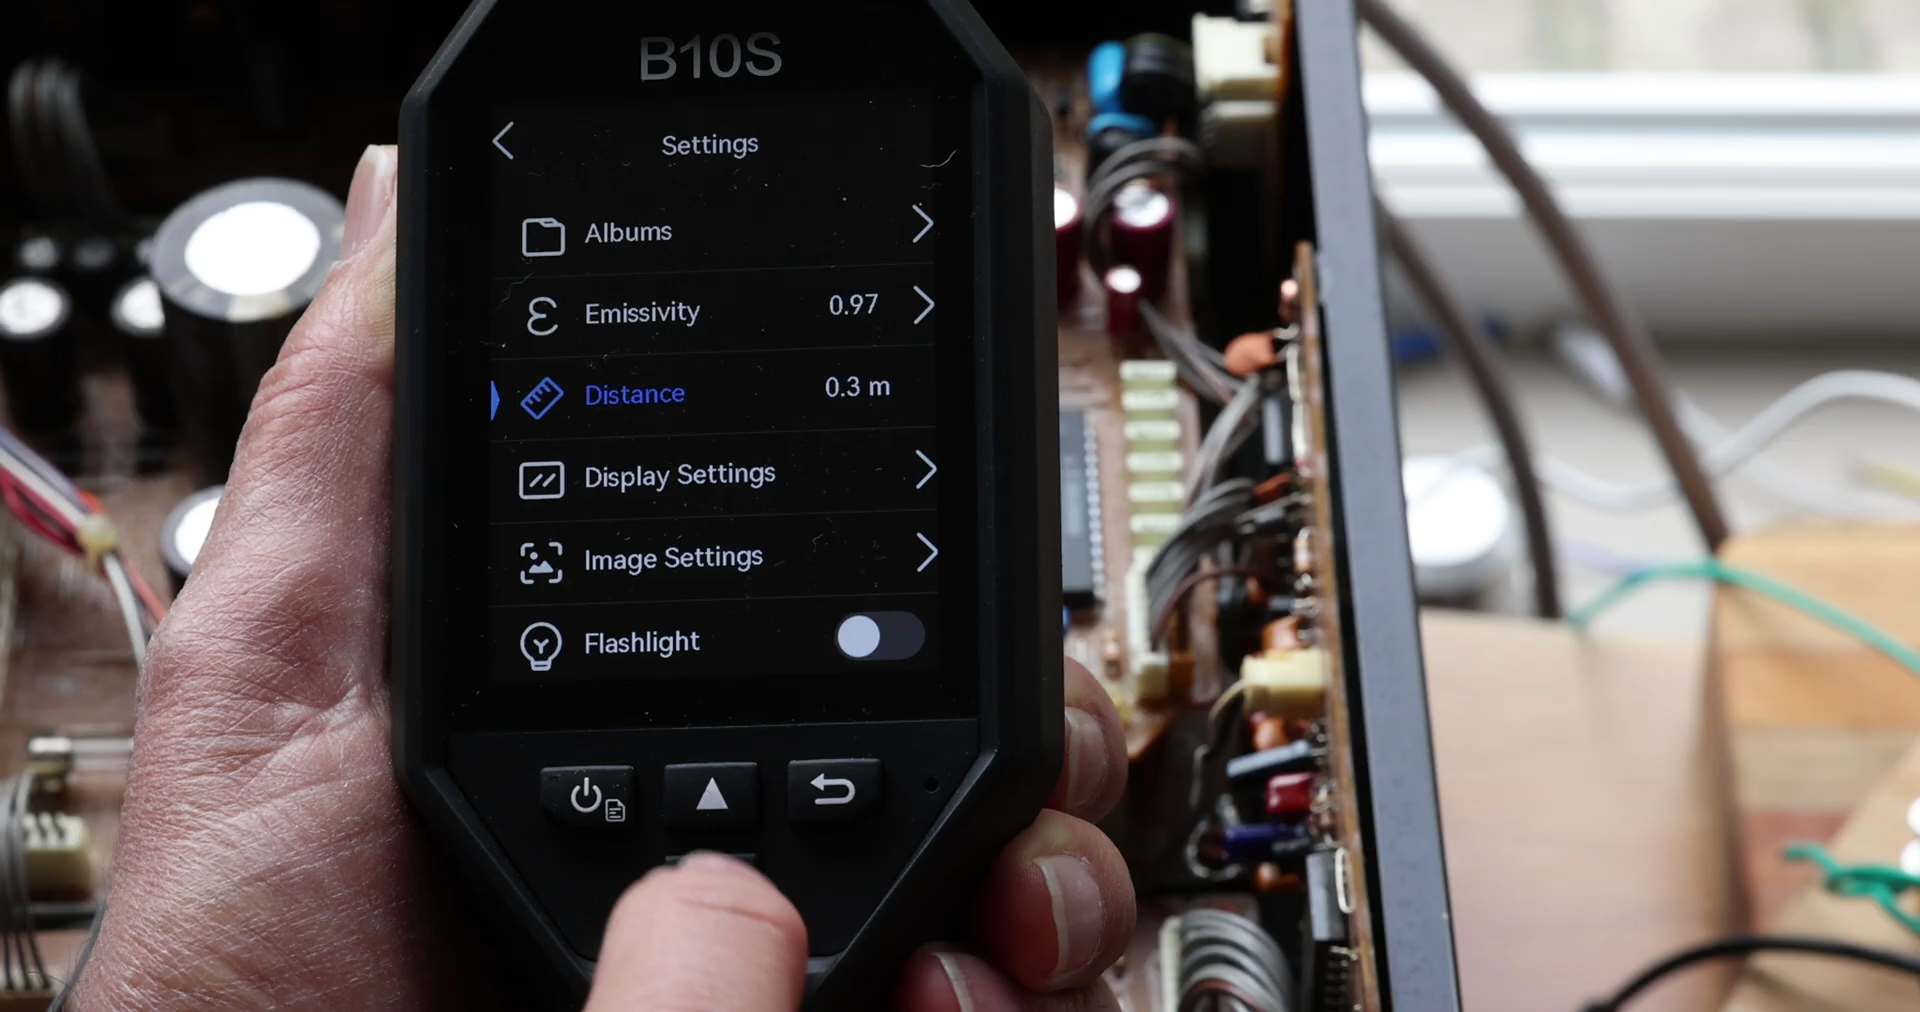 B10S
Settings
Albums
Emissivity 0.97
Distance 0.3 m
Display Settings
Image Settings
Flashlight